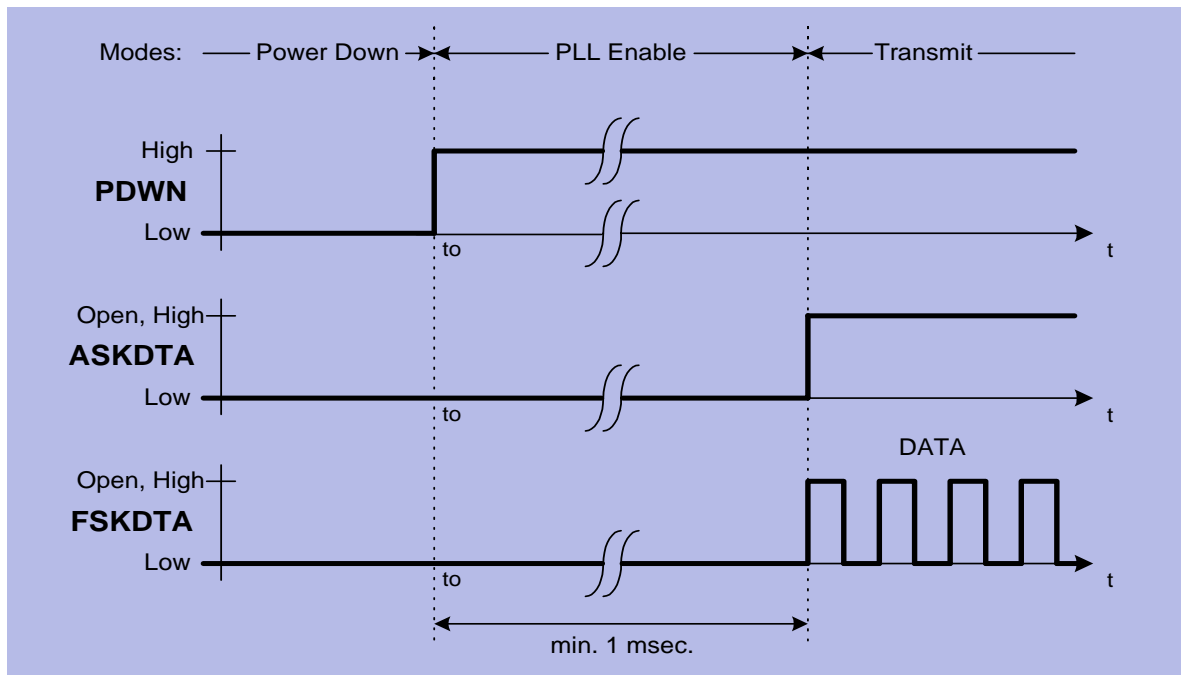 Modes: Power Down PLL Enable Transmit
High
PDWN
Low
to
t
Open, High
ASKDTA
Low
to
t
DATA
Open, High
FSKDTA
Low
to
t
min. 1 msec.